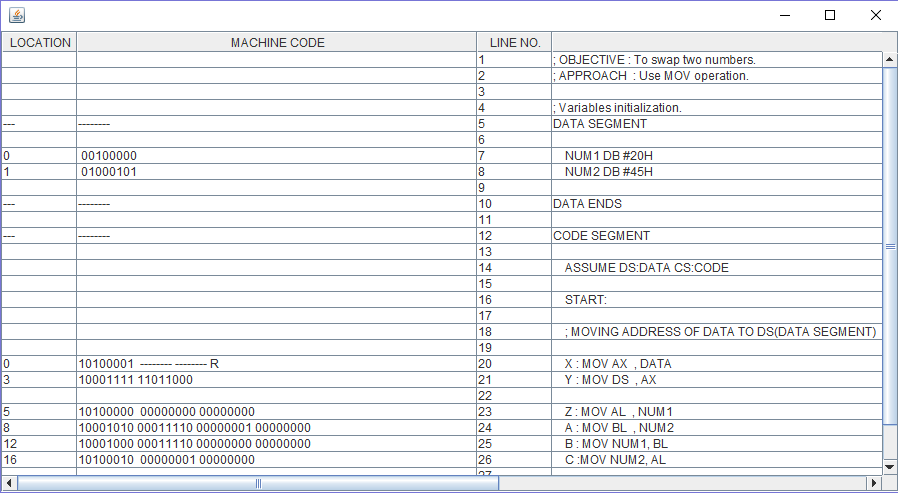 LOCATION MACHINE CODE LINE NO.
1 ; OBJECTIVE : To swap two numbers.
2 ; APPROACH : Use MOV operation.
3
4 ; Variables initialization.
--- -------- 5 DATA SEGMENT
6
0 00100000 7 NUM1 DB #20H
1 01000101 8 NUM2 DB #45H
9
--- -------- 10 DATA ENDS
11
--- -------- 12 CODE SEGMENT
13
14 ASSUME DS:DATA CS:CODE
15
16 START:
17
18 ; MOVING ADDRESS OF DATA TO DS(DATA SEGMENT)
19
0 10100001 -------- -------- R 20 X : MOV AX , DATA
3 10001111 11011000 21 Y : MOV DS , AX
22
5 10100000 00000000 00000000 23 Z : MOV AL , NUM1
8 10001010 00011110 00000001 00000000 24 A : MOV BL , NUM2
12 10001000 00011110 00000000 00000000 25 B : MOV NUM1, BL
16 10100010 00000001 00000000 26 C :MOV NUM2, AL
27